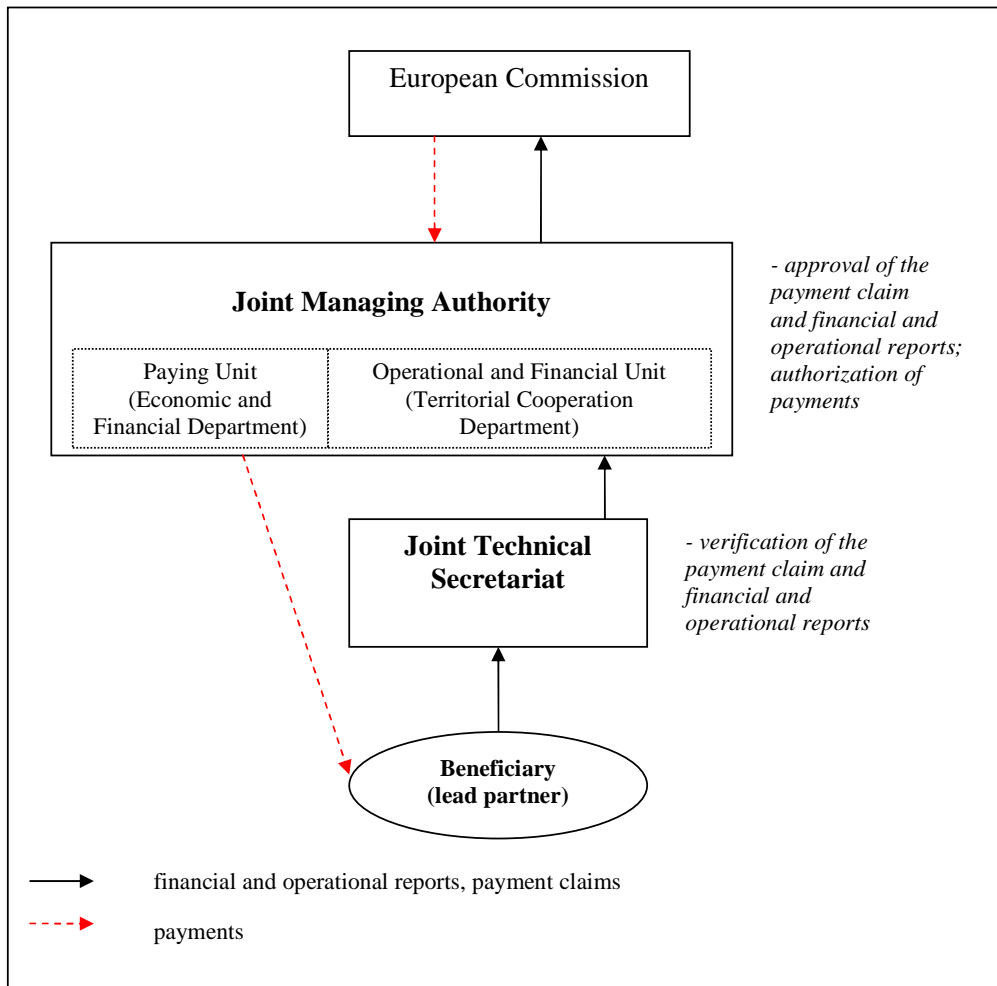 European Commission
Joint Managing Authority
- approval of the
payment claim
and financial and
operational reports;
authorization of
payments
Paying Unit
(Economic and
Financial Department)
Operational and Financial Unit
(Territorial Cooperation
Department)
Joint Technical
Secretariat
- verification of the
payment claim and
financial and
operational reports
Beneficiary
(lead partner)
financial and operational reports, payment claims
payments